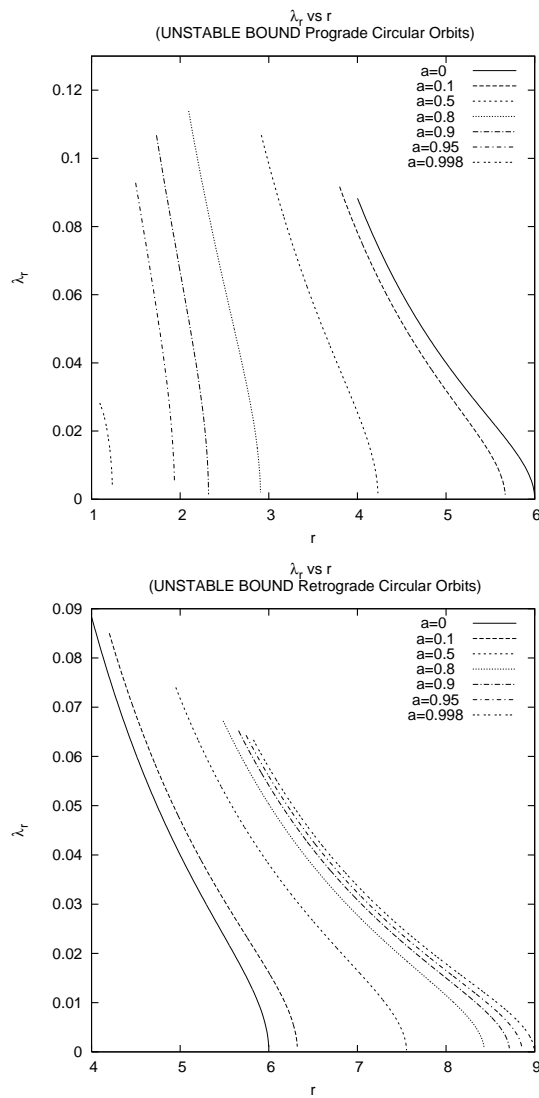 λr vs r
(UNSTABLE BOUND Prograde Circular Orbits)
a=0
a=0.1
a=0.5
a=0.8
a=0.9
a=0.95
a=0.998
0.12
0.1
0.08
0.06
0.04
0.02
0
λr
1 2 3 4 5 6
r
λr vs r
(UNSTABLE BOUND Retrograde Circular Orbits)
a=0
a=0.1
a=0.5
a=0.8
a=0.9
a=0.95
a=0.998
0.09
0.08
0.07
0.06
0.05
0.04
0.03
0.02
0.01
0
λr
4 5 6 7 8 9
r